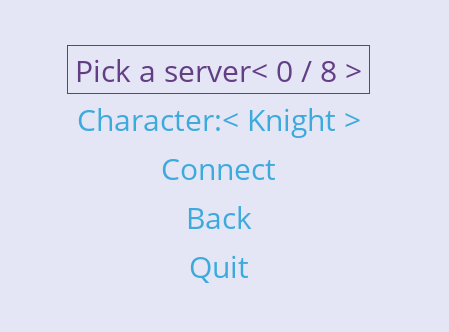 Pick a server< 0 / 8 >
Character:< Knight >
Connect
Back
Quit